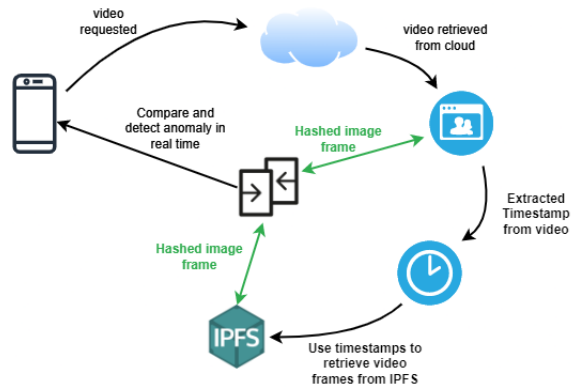 video
requested
video retrieved
from cloud
Compare and
detect anomaly in
real time
Hashed image
frame
Extracted
Timestamp
from video
Hashed image
frame
IPFS
Use timestamps to
retrieve video
frames from IPFS